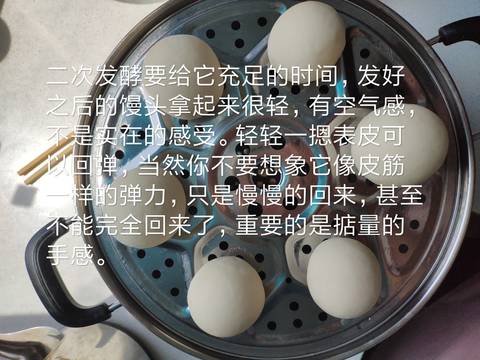 二次发酵要给它充足的时间，发好
之后的馒头拿起来很轻，有空气感，
不是实在的感受。轻轻一摁表皮可
以回弹，当然你不要想象它像皮筋
一样的弹力，只是慢慢的回来，甚至
不能完全回来了，重要的是掂量的
手感。